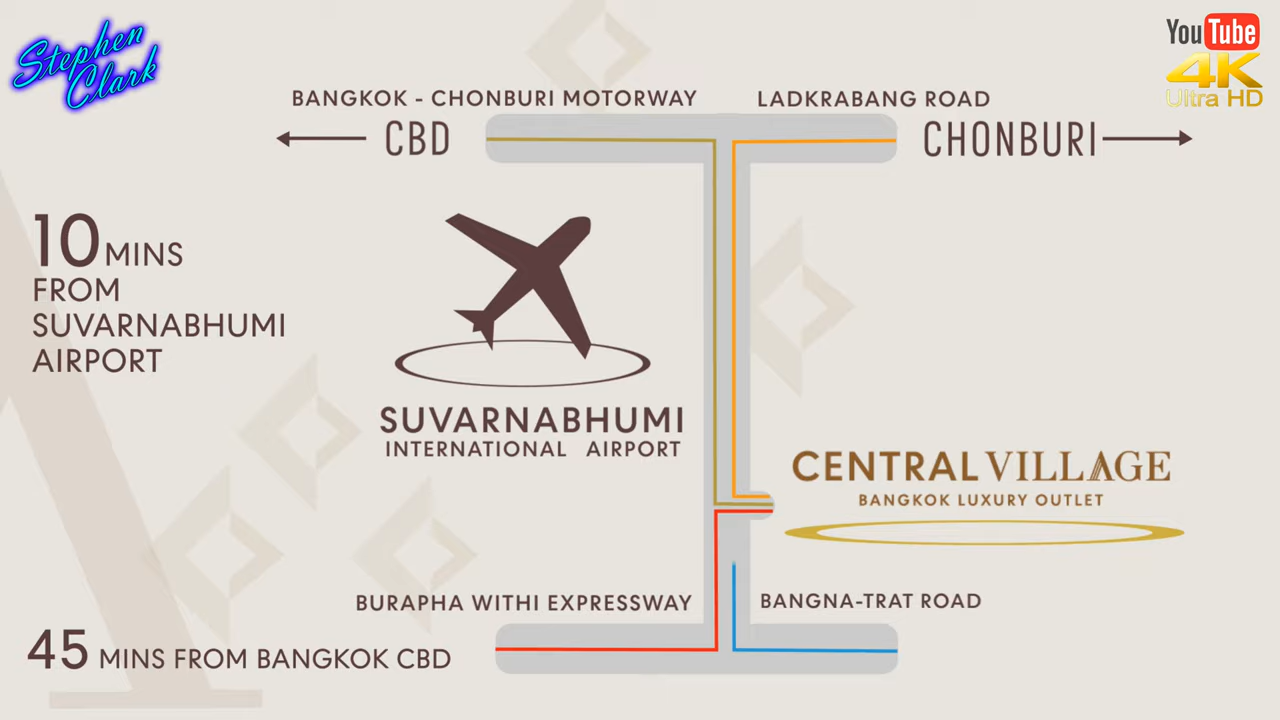 Stephen
Clark
YouTube
4K
Ultra HD
BANGKOK - CHONBURI MOTORWAY
LADKRABANG ROAD
CBD
CHONBURI
10 MINS
FROM
SUVARNABHUMI
AIRPORT
SUVARNABHUMI
INTERNATIONAL AIRPORT
CENTRAL VILLAGE
BANGKOK LUXURY OUTLET
BURAPHA WITHI EXPRESSWAY
BANGNA-TRAT ROAD
45 MINS FROM BANGKOK CBD